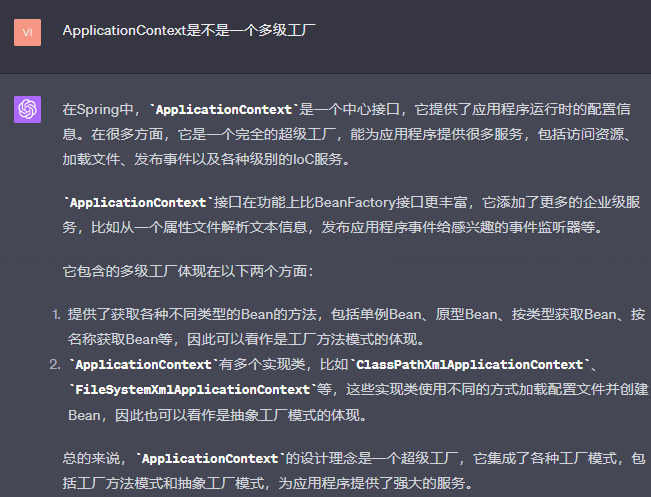 VI
ApplicationContext是不是一个多级工厂
在Spring中，`ApplicationContext`是一个中心接口，它提供了应用程序运行时的配置信
息。在很多方面，它是一个完全的超级工厂，能为应用程序提供很多服务，包括访问资源、
加载文件、发布事件以及各种级别的IoC服务。
`ApplicationContext`接口在功能上比BeanFactory接口更丰富，它添加了更多的企业级服
务，比如从一个属性文件解析文本信息，发布应用程序事件给感兴趣的事件监听器等。
它包含的多级工厂体现在以下两个方面：
1. 提供了获取各种不同类型的Bean的方法，包括单例Bean、原型Bean、按类型获取Bean、按
名称获取Bean等，因此可以看作是工厂方法模式的体现。
2. `ApplicationContext`有多个实现类，比如`ClassPathXmlApplicationContext`、
`FileSystemXmlApplicationContext`等，这些实现类使用不同的方式加载配置文件并创建
Bean，因此也可以看作是抽象工厂模式的体现。
总的来说，`ApplicationContext`的设计理念是一个超级工厂，它集成了各种工厂模式，包
括工厂方法模式和抽象工厂模式，为应用程序提供了强大的服务。